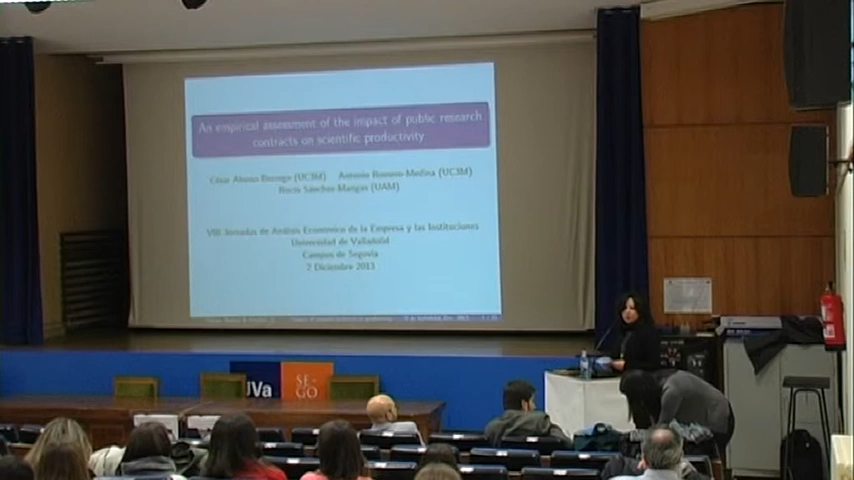 An empirical assessment of the impact of public research
contracts on scientific productivity
César Alonso-Borrego (UC3M) Antonio Romero-Medina (UC3M)
Rocío Sánchez-Mangas (UAM)
VIII Jornadas de Análisis Económico de la Empresa y las Instituciones
Universidad de Valladolid
Campus de Segovia
2 Diciembre 2013
UVa
SE-
GO